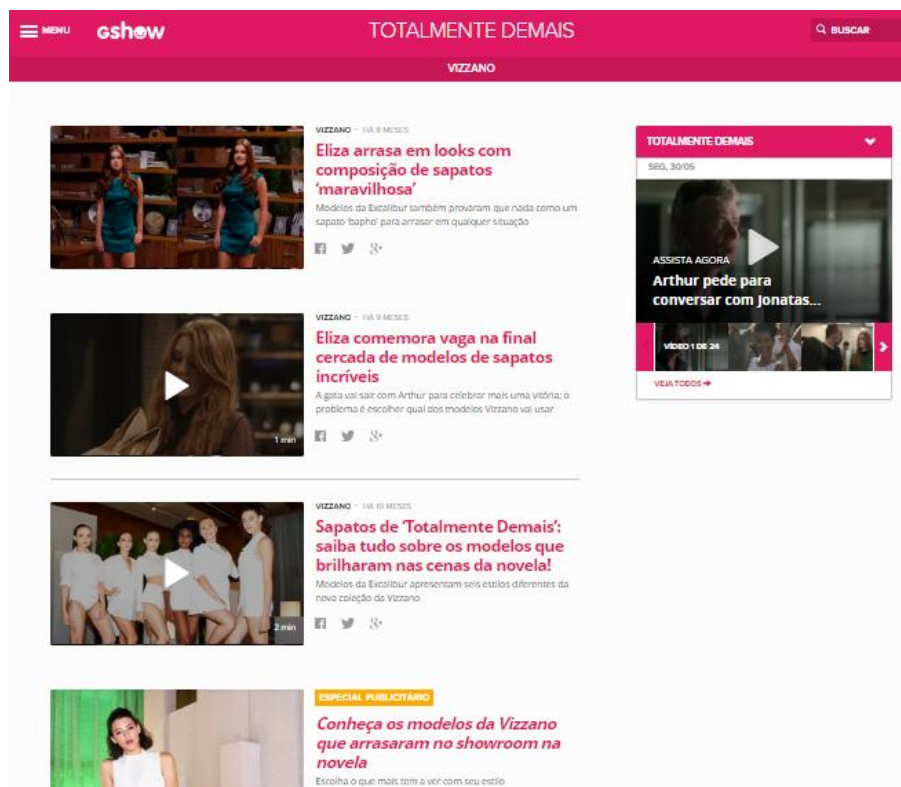 MENU
gshow
TOTALMENTE DEMAIS
BUSCAR
VIZZANO
VIZZANO - HÁ 8 MESES
Eliza arrasa em looks com
composição de sapatos
'maravilhosa'
Modelos da Excalibur também provaram que nada como um
sapato 'bapho' para arrasar em qualquer situação
VIZZANO - HÁ 9 MESES
Eliza comemora vaga na final
cercada de modelos de sapatos
incríveis
A gata vai sair com Arthur para celebrar mais uma vitória; o
problema é escolher qual dos modelos Vizzano vai usar
1 min
VIZZANO - HÁ 10 MESES
Sapatos de 'Totalmente Demais':
saiba tudo sobre os modelos que
brilharam nas cenas da novela!
Modelos da Excalibur apresentam seis estilos diferentes da
nova coleção da Vizzano
2 min
ESPECIAL PUBLICITÁRIO
Conheça os modelos da Vizzano
que arrasaram no showroom na
novela
Escolha o que mais tem a ver com seu estilo
TOTALMENTE DEMAIS
SEG, 30/05
ASSISTA AGORA
Arthur pede para
conversar com Jonatas...
VÍDEO 1 DE 24
VEJA TODOS